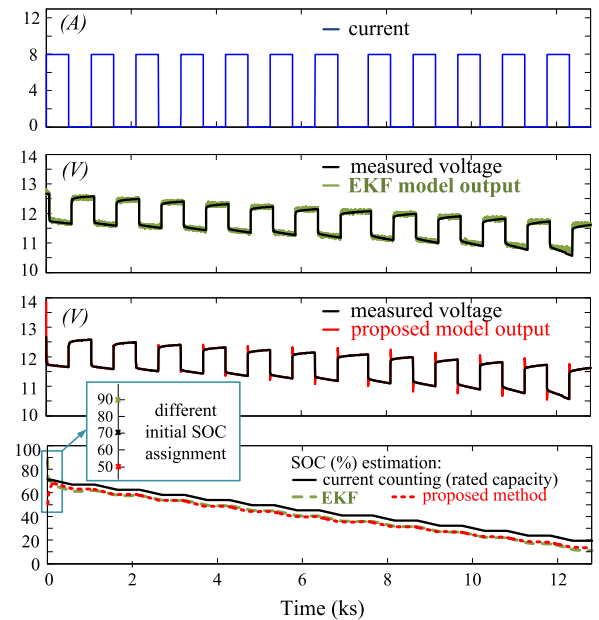 (A)
current
12
8
4
0
(V)
measured voltage
EKF model output
14
13
12
11
10
(V)
measured voltage
proposed model output
14
13
12
11
10
90
70
50
different
initial SOC
assignment
SOC (%) estimation:
current counting (rated capacity)
EKF proposed method
100
80
60
40
20
0
0 2 4 6 8 10 12
Time (ks)